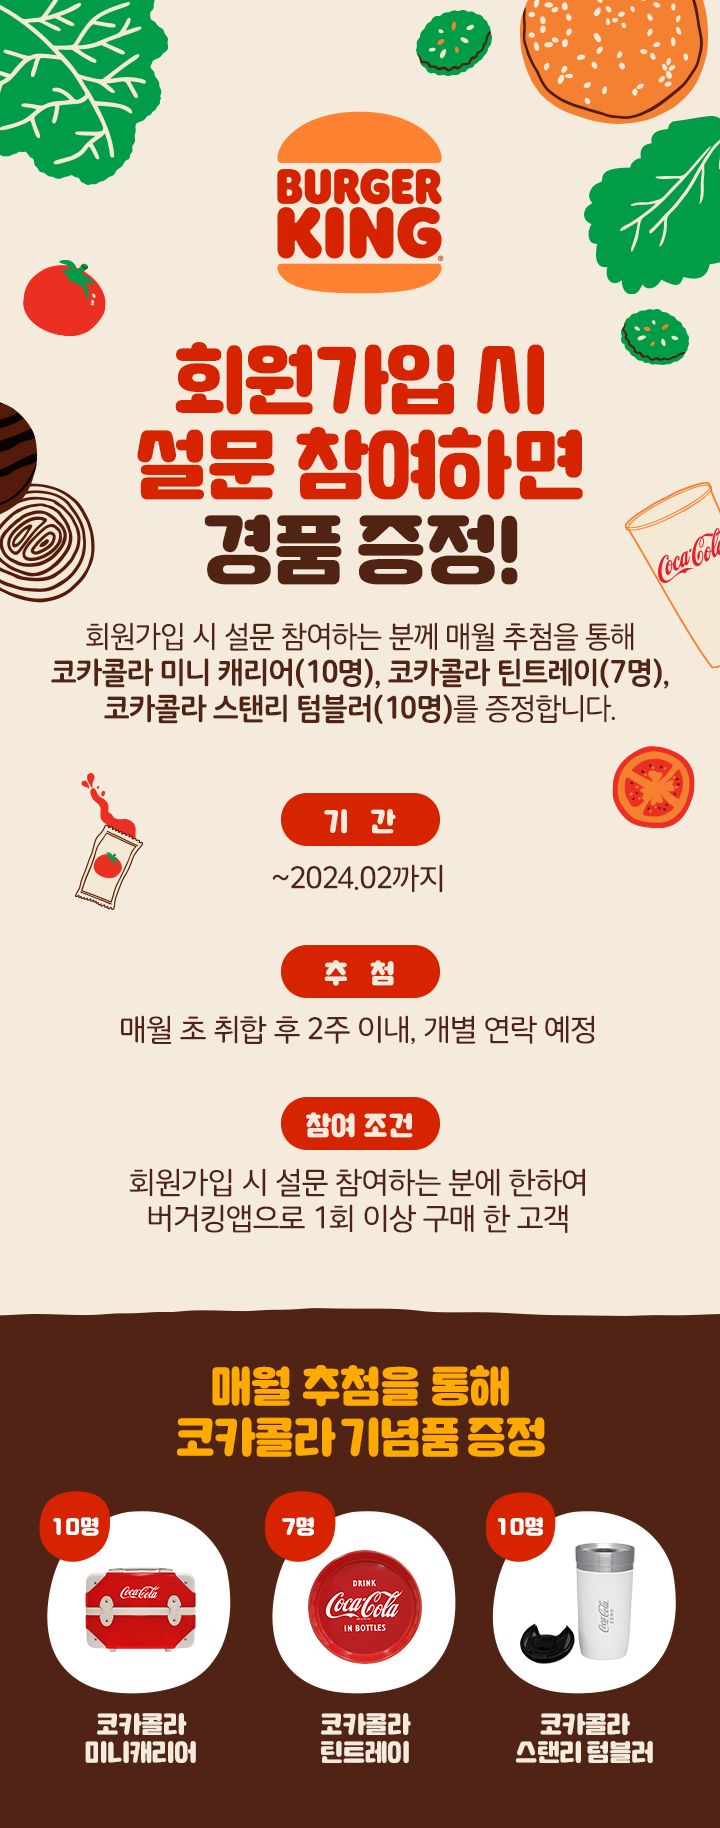 BURGER
KING
회원가입 시
설문 참여하면
경품 증정!
회원가입 시 설문 참여하는 분께 매월 추첨을 통해
코카콜라 미니 캐리어(10명), 코카콜라 틴트레이(7명),
코카콜라 스탠리 텀블러(10명)를 증정합니다.
Coca-Cola
기 간
~2024.02까지
추 첨
매월 초 취합 후 2주 이내, 개별 연락 예정
참여 조건
회원가입 시 설문 참여하는 분에 한하여
버거킹앱으로 1회 이상 구매 한 고객
매월 추첨을 통해
코카콜라 기념품 증정
10명
7명
10명
Coca-Cola
DRINK
Coca-Cola
IN BOTTLES
Coca-Cola
ZERO
코카콜라
미니캐리어
코카콜라
틴트레이
코카콜라
스탠리 텀블러